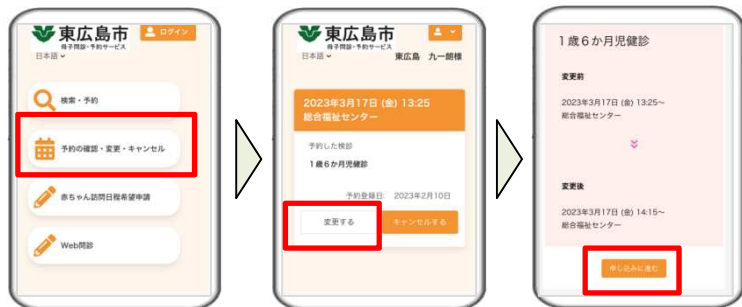 東広島市
母子問診・予約サービス
ログイン
日本語
検索・予約
予約の確認・変更・キャンセル
赤ちゃん訪問日程希望申請
Web問診
東広島市
母子問診・予約サービス
日本語
東広島 九一朗様
2023年3月17日 (金) 13:25
総合福祉センター
予約した検診
1歳6か月児健診
予約登録日: 2023年2月10日
変更する
キャンセルする
1歳6か月児健診
変更前
2023年3月17日 (金) 13:25～
総合福祉センター
変更後
2023年3月17日 (金) 14:15～
総合福祉センター
申し込みに進む